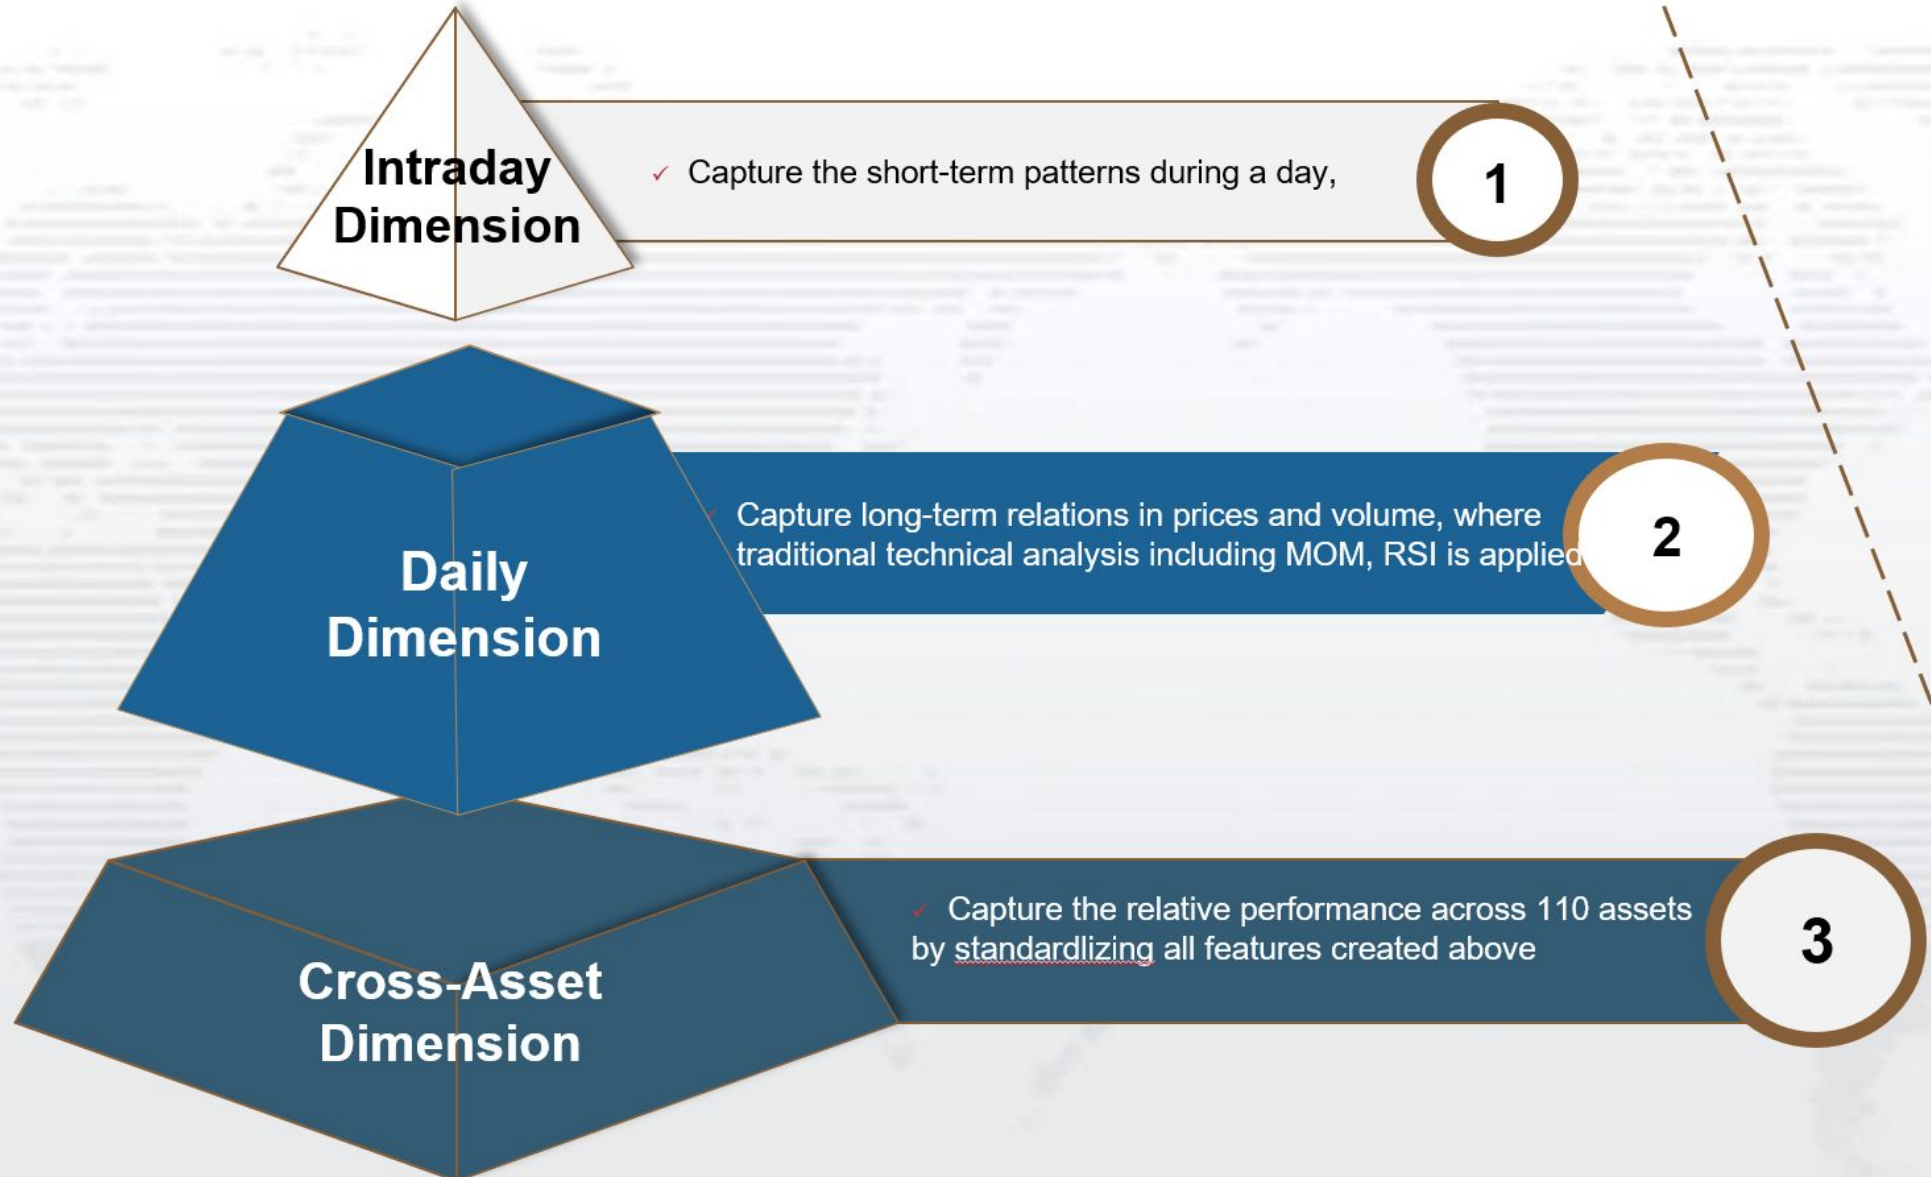 Intraday
Dimension
✓ Capture the short-term patterns during a day,
1
Daily
Dimension
✓ Capture long-term relations in prices and volume, where
traditional technical analysis including MOM, RSI is applied
2
Cross-Asset
Dimension
✓ Capture the relative performance across 110 assets
by standardlizing all features created above
3